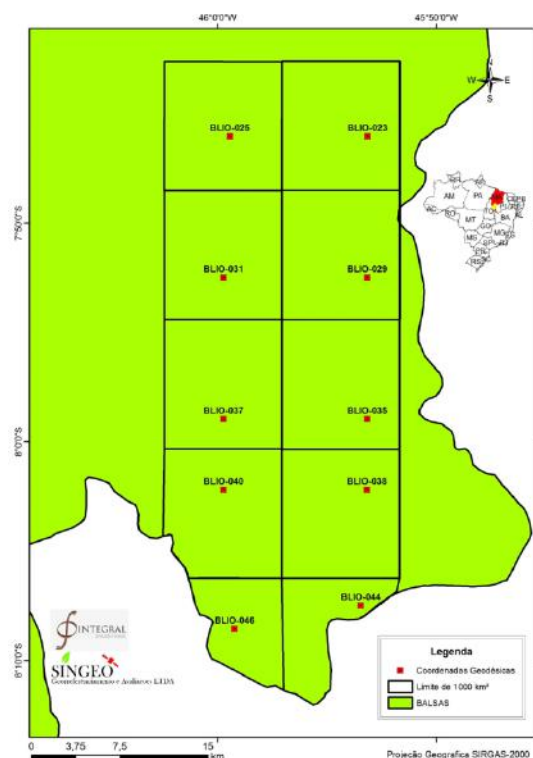 46°0'0"W 45°50'0"W
N
W E
S
BLIO-025 BLIO-023
AM PA
MT BA
7°50'0"S
BLIO-031 BLIO-029
BLIO-037 BLIO-035
8°0'0"S
BLIO-040 BLIO-038
BLIO-044
BLIO-046
INTEGRAL
SINGEO
8°10'0"S
Legenda
Coordenadas Geodésicas
Limite de 1000 km²
BALSAS
0 3,75 7,5 15
km
Projeção Geografica SIRGAS-2000